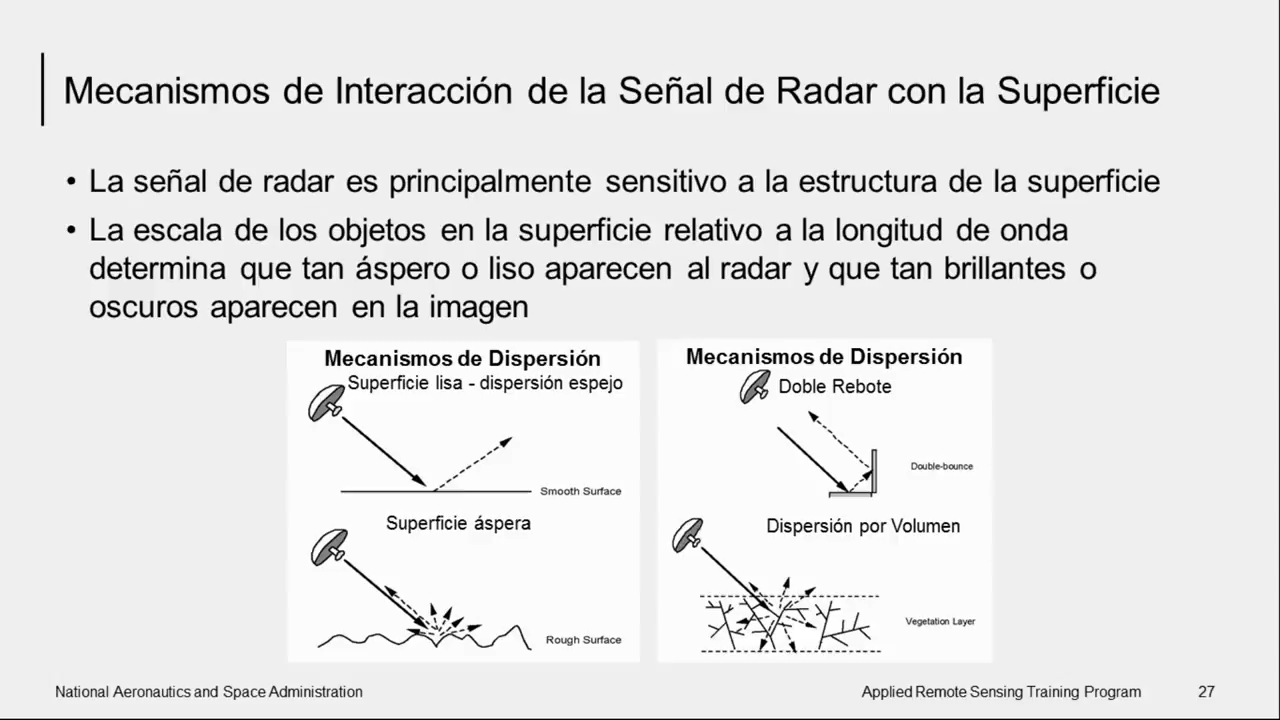 Mecanismos de Interacción de la Señal de Radar con la Superficie
• La señal de radar es principalmente sensitivo a la estructura de la superficie
• La escala de los objetos en la superficie relativo a la longitud de onda
determina que tan áspero o liso aparecen al radar y que tan brillantes o
oscuros aparecen en la imagen
Mecanismos de Dispersión
Superficie lisa - dispersión espejo
Smooth Surface
Superficie áspera
Rough Surface
Mecanismos de Dispersión
Doble Rebote
Double-bounce
Dispersión por Volumen
Vegetation Layer
National Aeronautics and Space Administration
Applied Remote Sensing Training Program
27